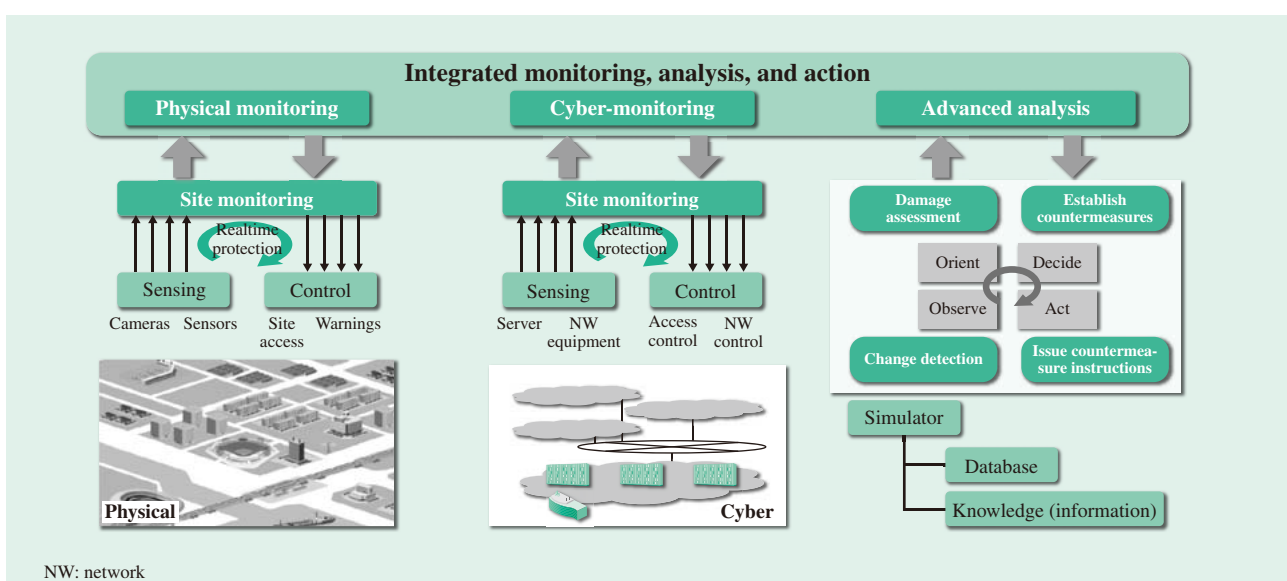 Integrated monitoring, analysis, and action
Physical monitoring
Cyber-monitoring
Advanced analysis
Site monitoring
Realtime
protection
Sensing
Control
Cameras
Sensors
Site
access
Warnings
Physical
Site monitoring
Realtime
protection
Sensing
Control
Server
NW
equipment
Access
control
NW
control
Cyber
Damage
assessment
Establish
countermeasures
Orient
Decide
Observe
Act
Change detection
Issue countermea-
sure instructions
Simulator
Database
Knowledge (information)
NW: network